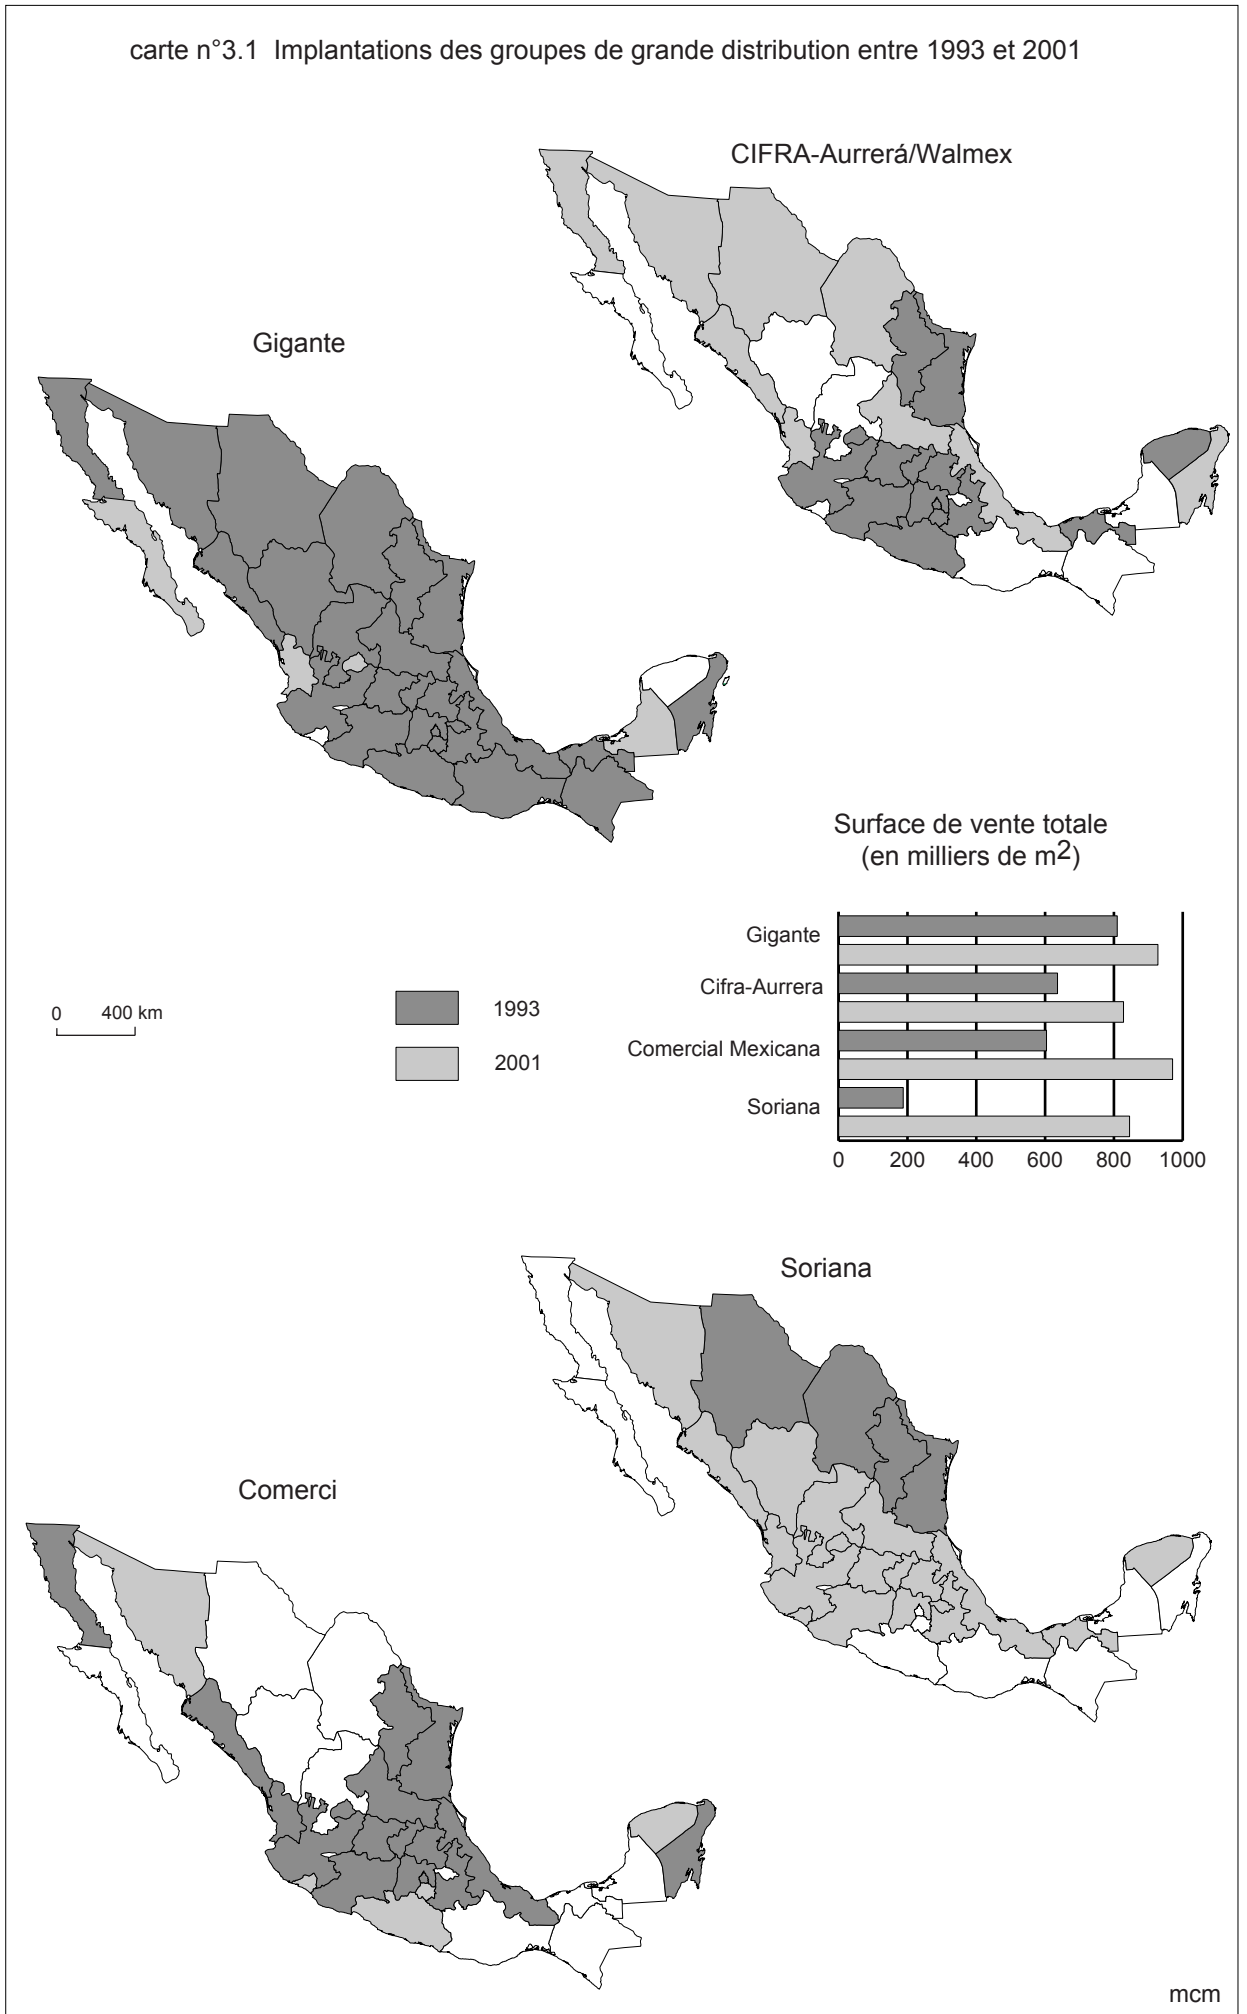 carte n°3.1 Implantations des groupes de grande distribution entre 1993 et 2001
CIFRA-Aurrerá/Walmex
Gigante
Surface de vente totale
(en milliers de m2)
Gigante
Cifra-Aurrera
Comercial Mexicana
Soriana
0 200 400 600 800 1000
0 400 km
1993
2001
Soriana
Comerci
mcm